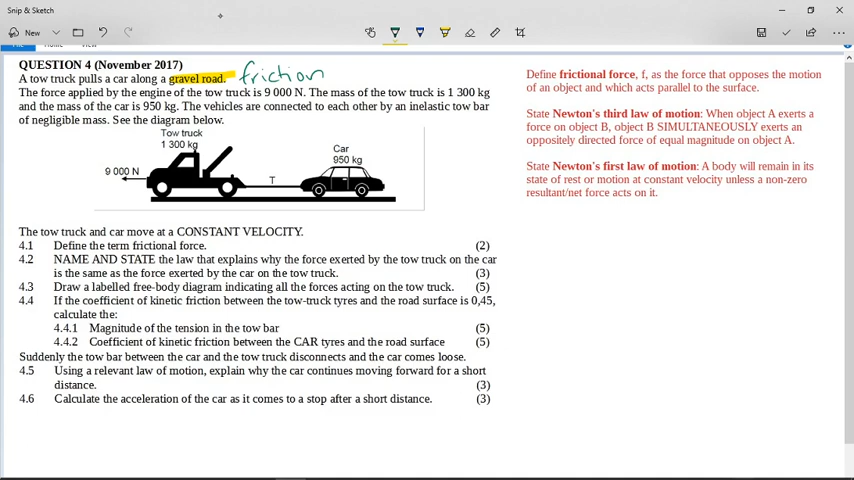 Snip & Sketch
New
QUESTION 4 (November 2017)
A tow truck pulls a car along a gravel road. friction
The force applied by the engine of the tow truck is 9 000 N. The mass of the tow truck is 1 300 kg
and the mass of the car is 950 kg. The vehicles are connected to each other by an inelastic tow bar
of negligible mass. See the diagram below.
Tow truck
1 300 kg
Car
950 kg
9 000 N
T
The tow truck and car move at a CONSTANT VELOCITY.
4.1 Define the term frictional force. (2)
4.2 NAME AND STATE the law that explains why the force exerted by the tow truck on the car
is the same as the force exerted by the car on the tow truck. (3)
4.3 Draw a labelled free-body diagram indicating all the forces acting on the tow truck. (5)
4.4 If the coefficient of kinetic friction between the tow-truck tyres and the road surface is 0,45,
calculate the:
4.4.1 Magnitude of the tension in the tow bar (5)
4.4.2 Coefficient of kinetic friction between the CAR tyres and the road surface (5)
Suddenly the tow bar between the car and the tow truck disconnects and the car comes loose.
4.5 Using a relevant law of motion, explain why the car continues moving forward for a short
distance. (3)
4.6 Calculate the acceleration of the car as it comes to a stop after a short distance. (3)
Define frictional force, f, as the force that opposes the motion
of an object and which acts parallel to the surface.
State Newton's third law of motion: When object A exerts a
force on object B, object B SIMULTANEOUSLY exerts an
oppositely directed force of equal magnitude on object A.
State Newton's first law of motion: A body will remain in its
state of rest or motion at constant velocity unless a non-zero
resultant/net force acts on it.